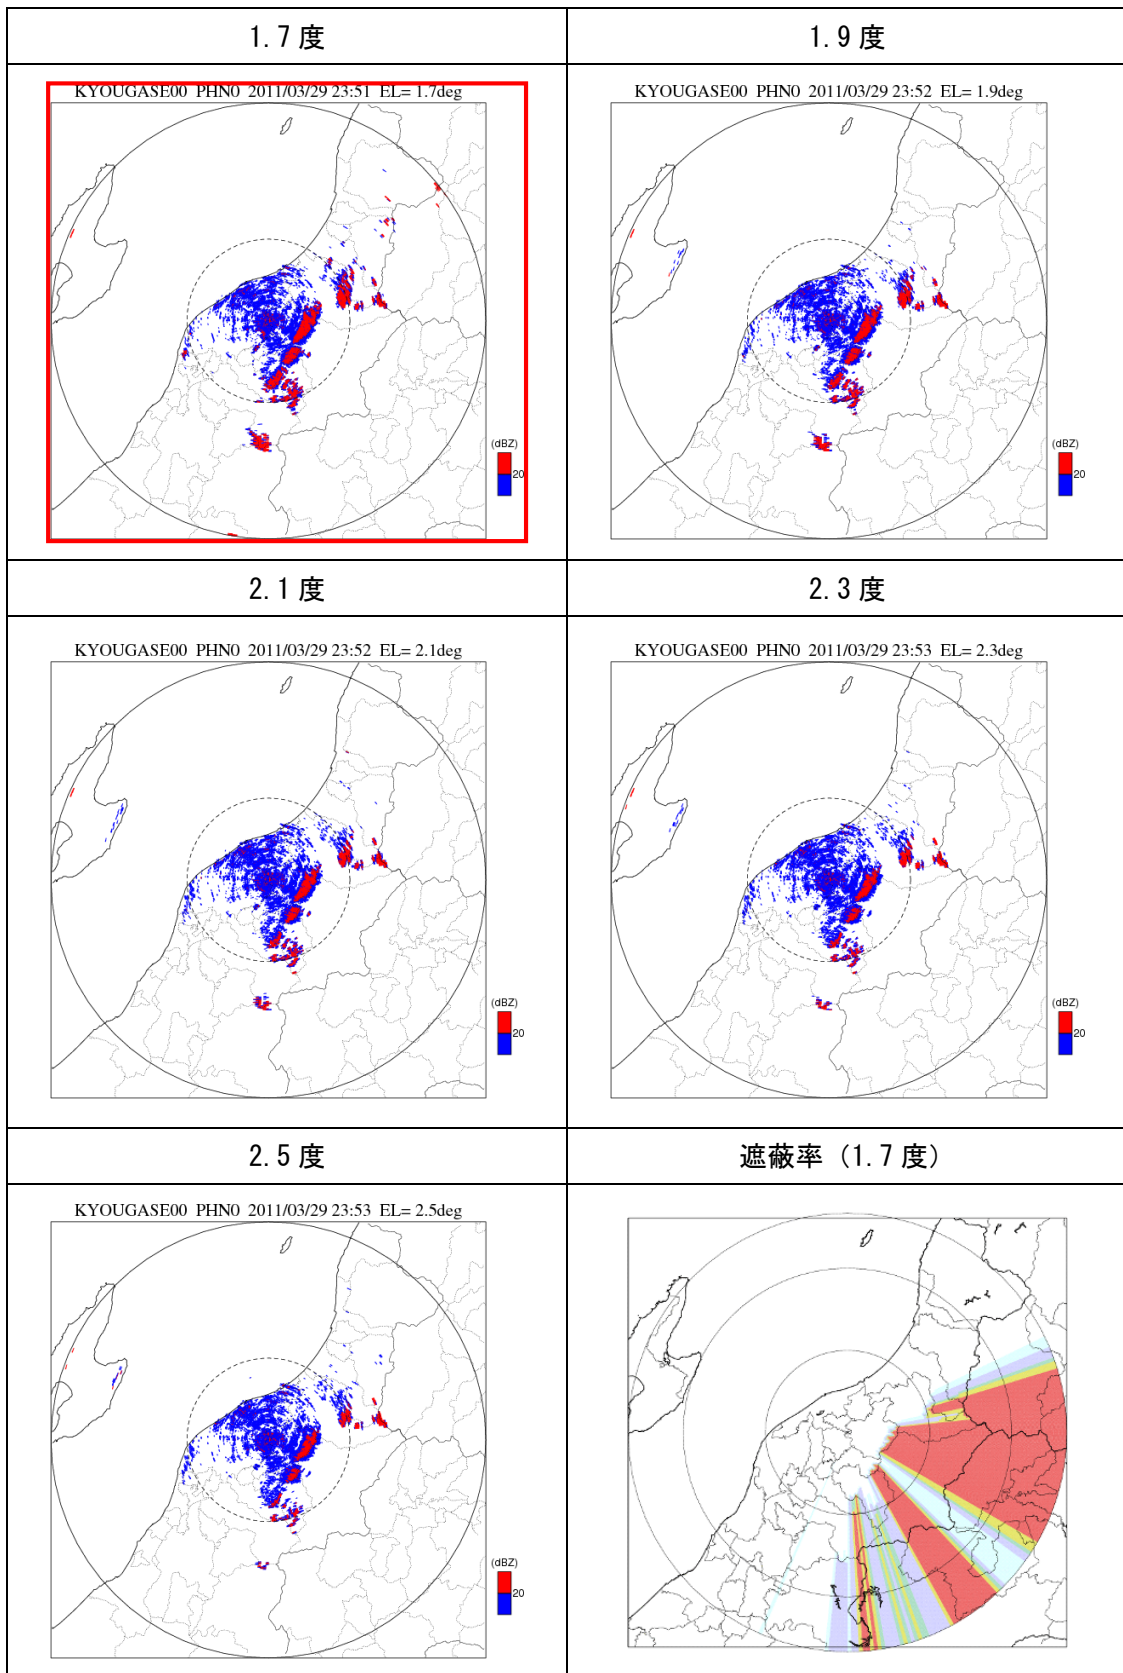 1.7度
1.9度
KYOUGASE00 PHN0 2011/03/29 23:51 EL= 1.7deg
(dBZ)
20
KYOUGASE00 PHN0 2011/03/29 23:52 EL= 1.9deg
(dBZ)
20
2.1度
2.3度
KYOUGASE00 PHN0 2011/03/29 23:52 EL= 2.1deg
(dBZ)
20
KYOUGASE00 PHN0 2011/03/29 23:53 EL= 2.3deg
(dBZ)
20
2.5度
遮蔽率（1.7度）
KYOUGASE00 PHN0 2011/03/29 23:53 EL= 2.5deg
(dBZ)
20